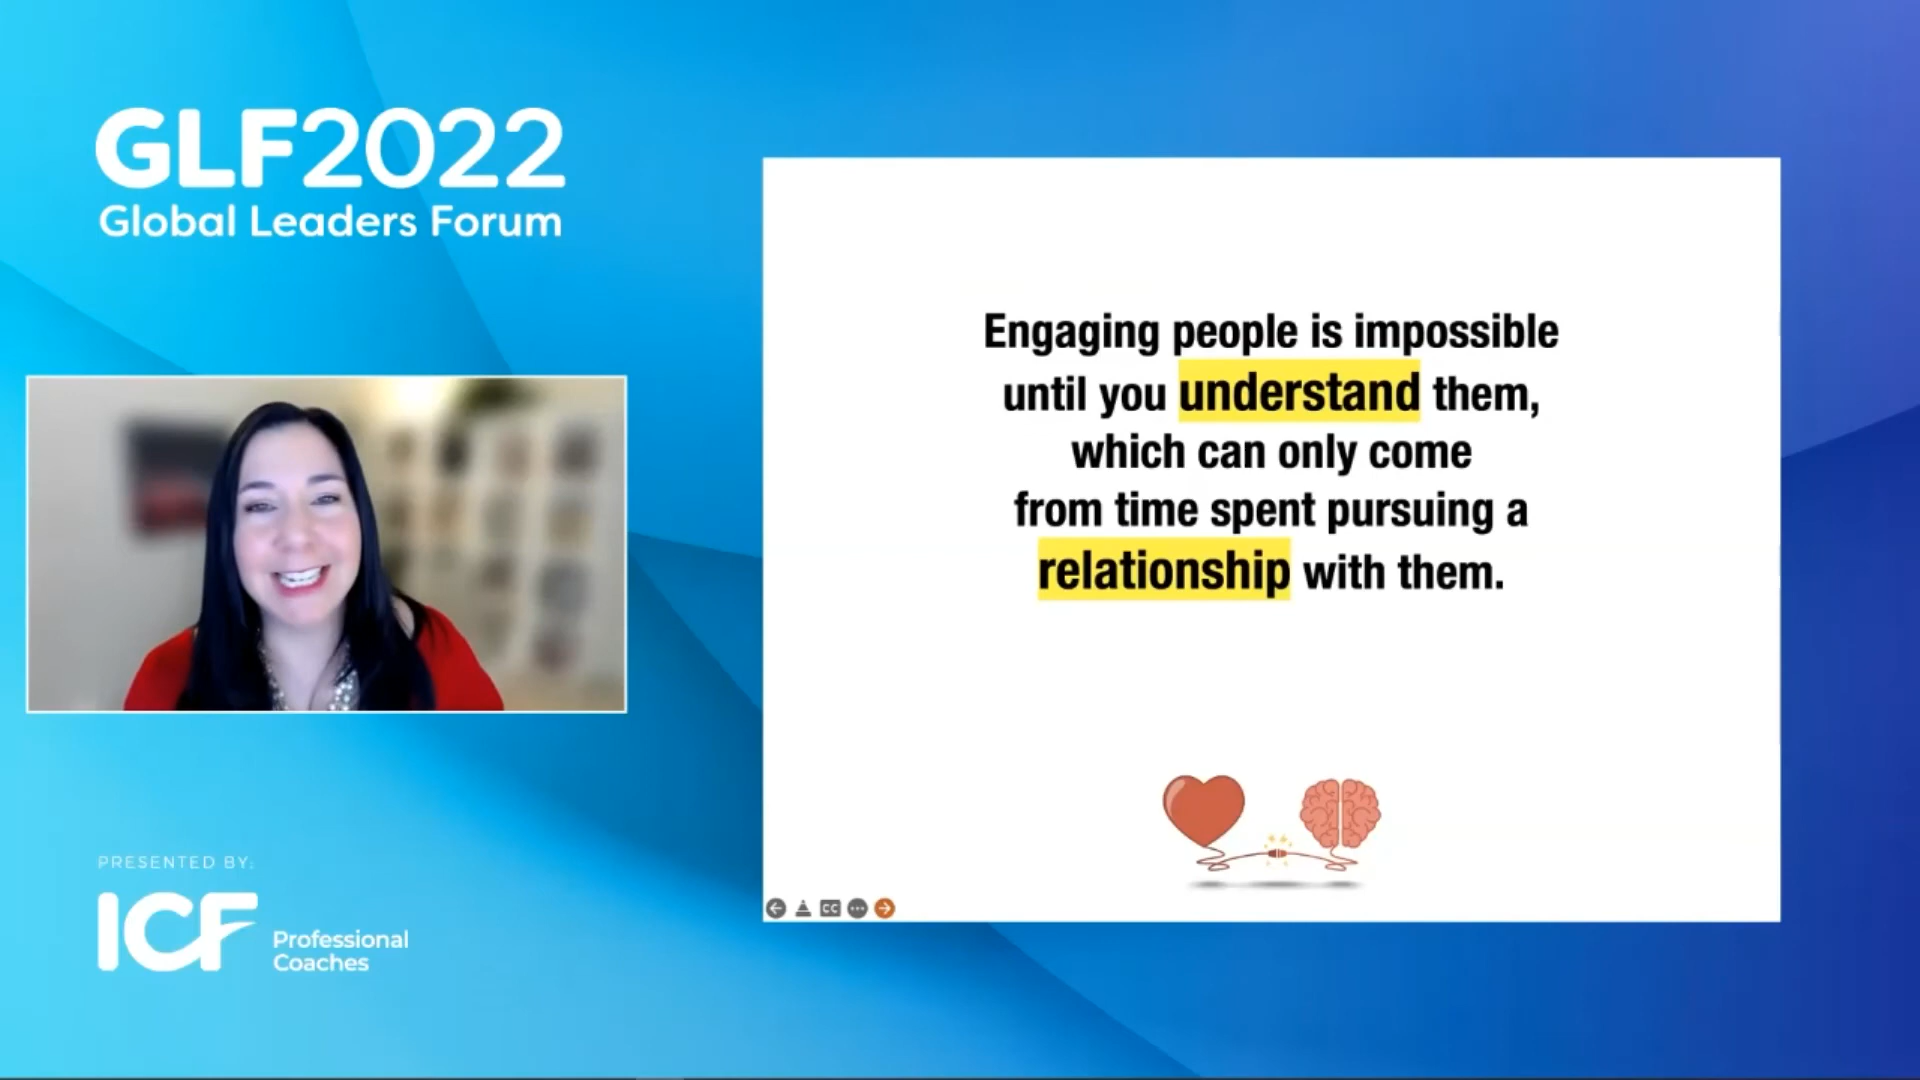 GLF2022
Global Leaders Forum
Engaging people is impossible
until you understand them,
which can only come
from time spent pursuing a
relationship with them.
PRESENTED BY:
ICF
Professional
Coaches
CC